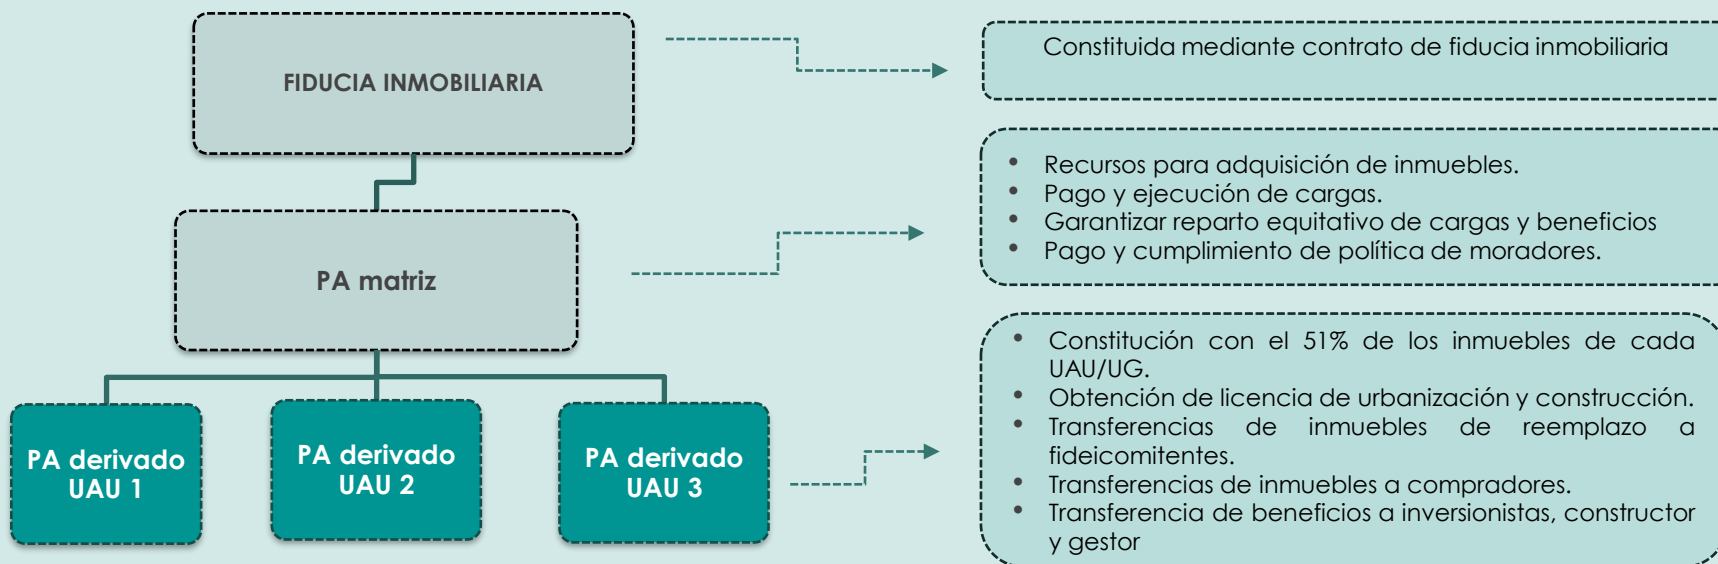 FIDUCIA INMOBILIARIA
Constituida mediante contrato de fiducia inmobiliaria
PA matriz
• Recursos para adquisición de inmuebles.
• Pago y ejecución de cargas.
• Garantizar reparto equitativo de cargas y beneficios
• Pago y cumplimiento de política de moradores.
PA derivado
UAU 1
PA derivado
UAU 2
PA derivado
UAU 3
• Constitución con el 51% de los inmuebles de cada
UAU/UG.
• Obtención de licencia de urbanización y construcción.
• Transferencias de inmuebles de reemplazo a
fideicomitentes.
• Transferencias de inmuebles a compradores.
• Transferencia de beneficios a inversionistas, constructor
y gestor